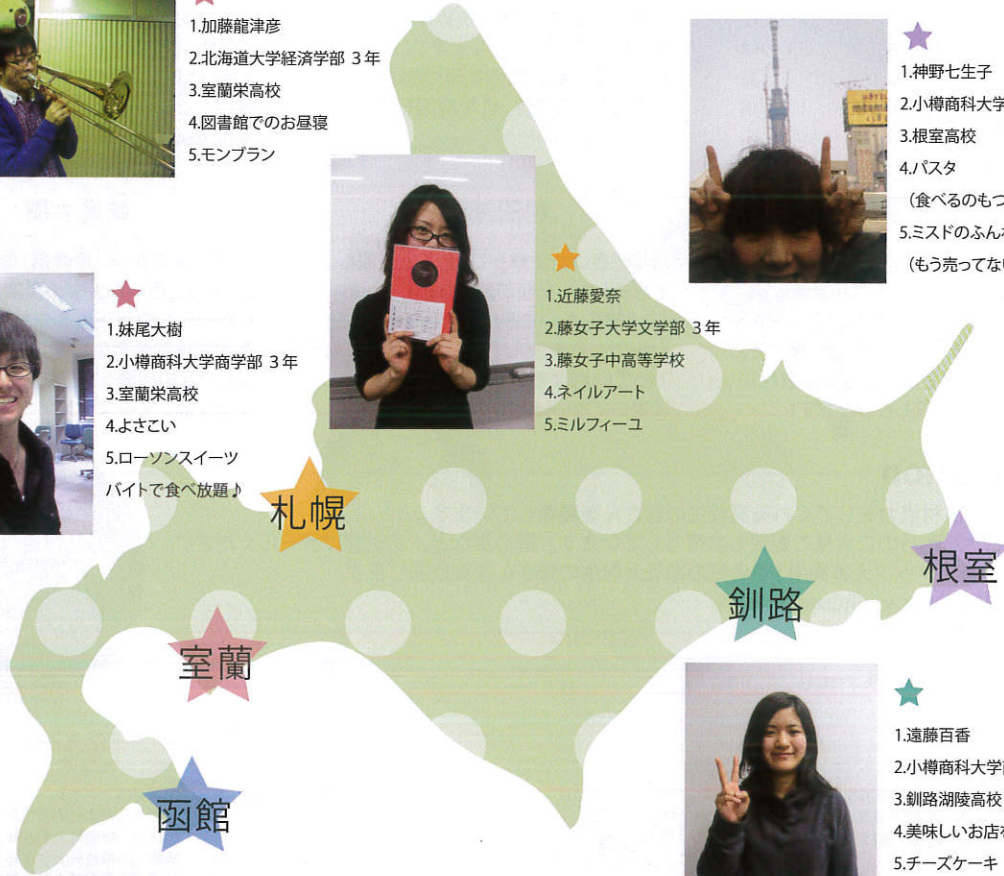 1.加藤龍津彦
2.北海道大学経済学部 3年
3.室蘭栄高校
4.図書館でのお昼寝
5.モンブラン
1.神野七生子
2.小樽商科大学
3.根室高校
4.パスタ
（食べるのもつ
5.ミスドのふんわ
（もう売ってない
1.妹尾大樹
2.小樽商科大学商学部 3年
3.室蘭栄高校
4.よさこい
5.ローソンスイーツ
バイトで食べ放題♪
1.近藤愛奈
2.藤女子大学文学部 3年
3.藤女子中高等学校
4.ネイルアート
5.ミルフィーユ
札幌
根室
釧路
室蘭
函館
1.遠藤百香
2.小樽商科大学商
3.釧路湖陵高校
4.美味しいお店を
5.チーズケーキ